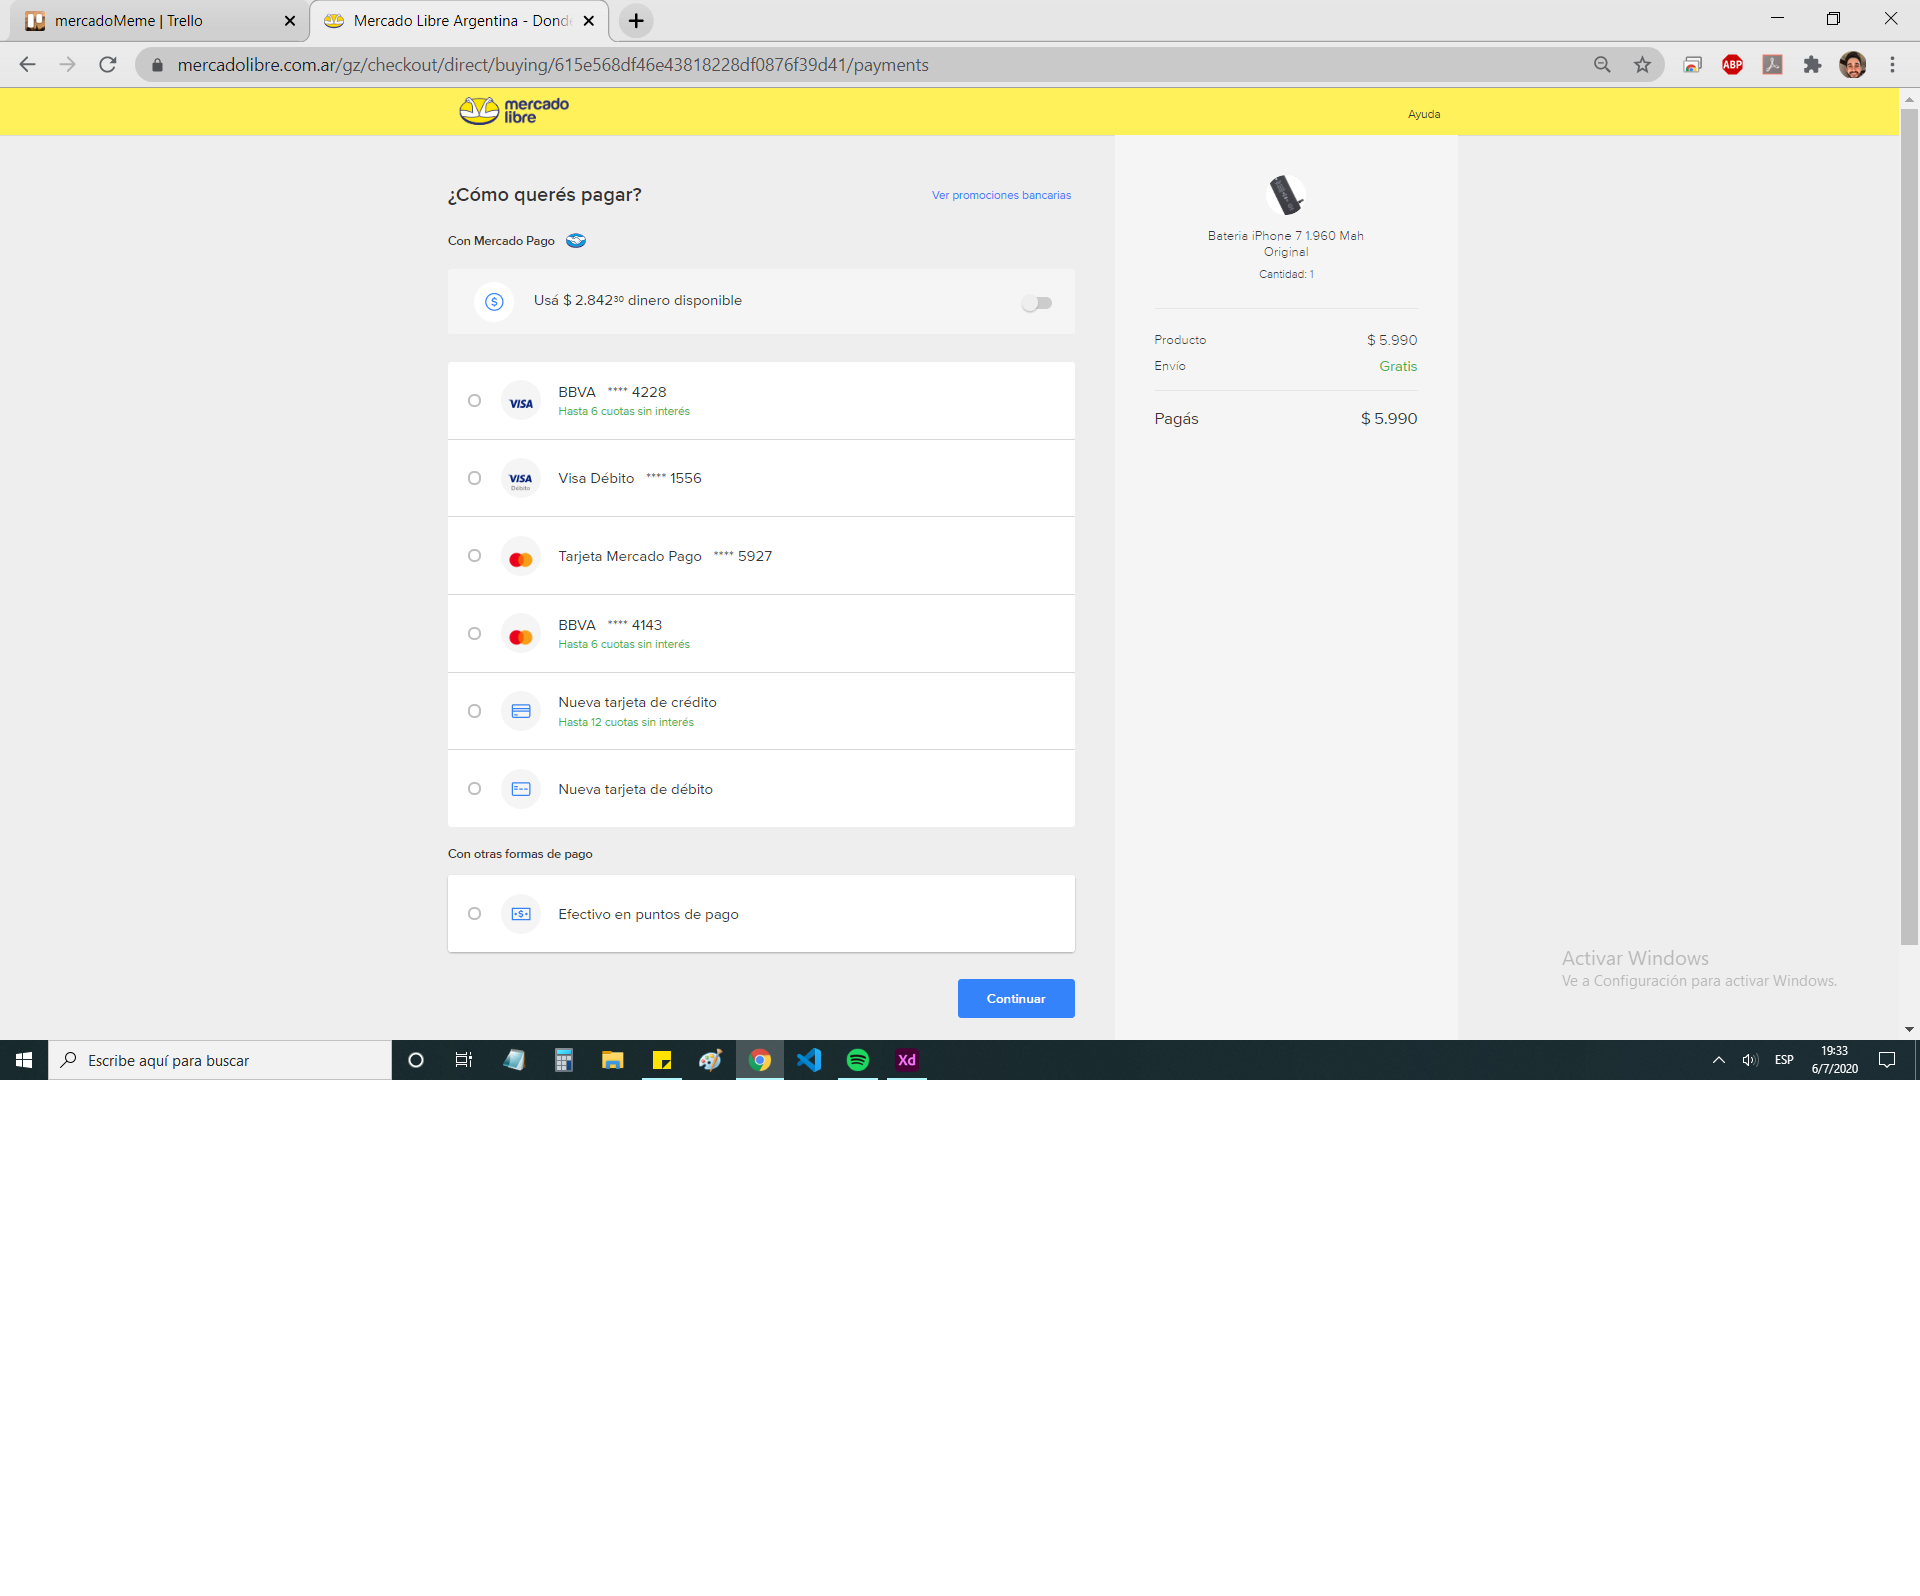 mercadoMeme | Trello
Mercado Libre Argentina - Dond
mercadolibre.com.ar/gz/checkout/direct/buying/615e568df46e43818228df0876f39d41/payments
ABP
mercado
libre
Ayuda
¿Cómo querés pagar?
Ver promociones bancarias
Con Mercado Pago
Usá $ 2.842³⁰ dinero disponible
VISA
BBVA **** 4228
Hasta 6 cuotas sin interés
VISA
Débito
Visa Débito **** 1556
Tarjeta Mercado Pago **** 5927
BBVA **** 4143
Hasta 6 cuotas sin interés
Nueva tarjeta de crédito
Hasta 12 cuotas sin interés
Nueva tarjeta de débito
Con otras formas de pago
Efectivo en puntos de pago
Continuar
Bateria iPhone 7 1.960 Mah
Original
Cantidad: 1
Producto $ 5.990
Envío Gratis
Pagás $ 5.990
Activar Windows
Ve a Configuración para activar Windows.
Escribe aquí para buscar
Xd
ESP
19:33
6/7/2020